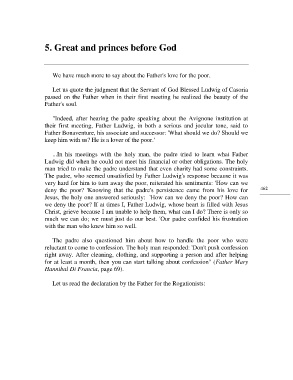 5. Great and princes before God
We have much more to say about the Father's love for the poor.
Let us quote the judgment that the Servant of God Blessed Ludwig of Casoria
passed on the Father when in their first meeting he realized the beauty of the
Father's soul.
"Indeed, after hearing the padre speaking about the Avignone institution at
their first meeting, Father Ludwig, in both a serious and jocular tone, said to
Father Bonaventure, his associate and successor: 'What should we do? Should we
keep him with us? He is a lover of the poor.'
...In his meetings with the holy man, the padre tried to learn what Father
Ludwig did when he could not meet his financial or other obligations. The holy
man tried to make the padre understand that even charity had some constraints.
The padre, who seemed unsatisfied by Father Ludwig's response because it was
very hard for him to turn away the poor, reiterated his sentiments: 'How can we
deny the poor?' Knowing that the padre's persistence came from his love for
Jesus, the holy one answered seriously: 'How can we deny the poor? How can
we deny the poor? If at times I, Father Ludwig, whose heart is filled with Jesus
Christ, grieve because I am unable to help them, what can I do? There is only so
much we can do; we must just do our best.' Our padre confided his frustration
with the man who knew him so well.
The padre also questioned him about how to handle the poor who were
reluctant to come to confession. The holy man responded: 'Don't push confession
right away. After cleaning, clothing, and supporting a person and after helping
for at least a month, then you can start talking about confession" (Father Mary
Hannibal Di Francia, page 69).
Let us read the declaration by the Father for the Rogationists: